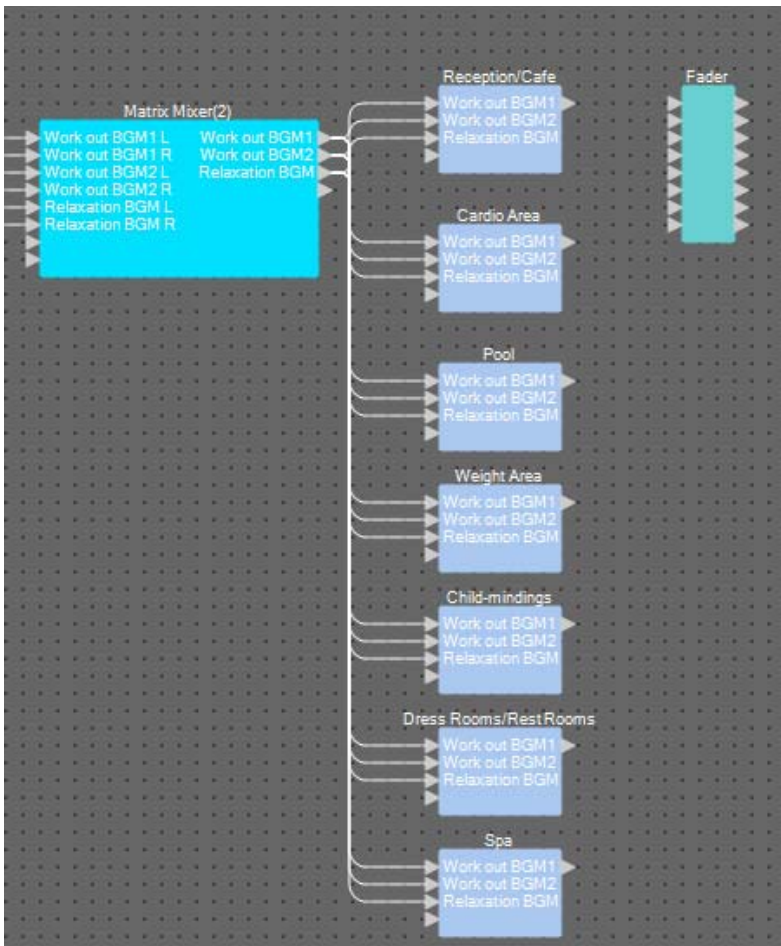 Matrix Mixer(2)
Work out BGM1 L Work out BGM1
Work out BGM1 R Work out BGM2
Work out BGM2 L Relaxation BGM
Work out BGM2 R
Relaxation BGM L
Relaxation BGM R
Reception/Cafe
Work out BGM1
Work out BGM2
Relaxation BGM
Fader
Cardio Area
Work out BGM1
Work out BGM2
Relaxation BGM
Pool
Work out BGM1
Work out BGM2
Relaxation BGM
Weight Area
Work out BGM1
Work out BGM2
Relaxation BGM
Child-mindings
Work out BGM1
Work out BGM2
Relaxation BGM
Dress Rooms/Rest Rooms
Work out BGM1
Work out BGM2
Relaxation BGM
Spa
Work out BGM1
Work out BGM2
Relaxation BGM